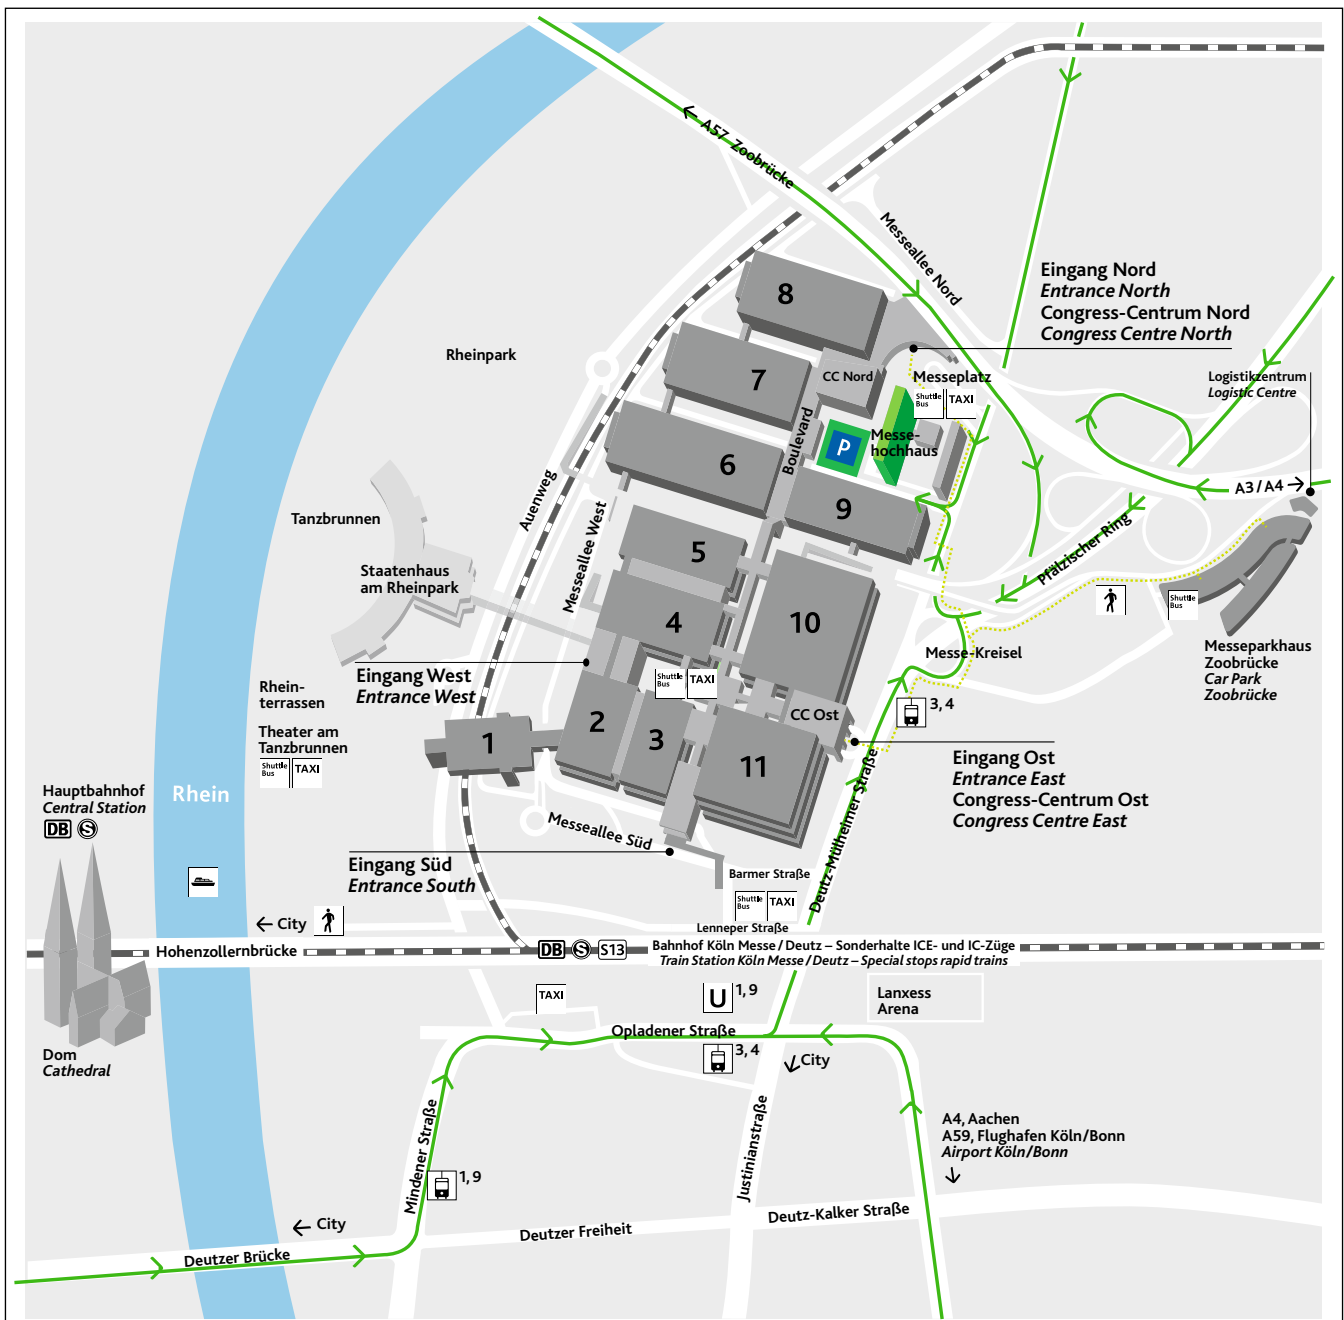 A57 Zoobrücke
Messeallee Nord
Eingang Nord
Entrance North
Congress-Centrum Nord
Congress Centre North
8
Rheinpark
7
CC Nord
Messeplatz
Shuttle
Bus
TAXI
Logistikzentrum
Logistic Centre
Boulevard
P
Messe-
hochhaus
6
9
A3/A4
Auenweg
Messeallee West
Tanzbrunnen
Pfälzischer Ring
5
Staatenhaus
am Rheinpark
4
10
Shuttle
Bus
Messe-Kreisel
Messeparkhaus
Zoobrücke
Car Park
Zoobrücke
Eingang West
Entrance West
Shuttle
Bus
TAXI
Rhein-
terrassen
3, 4
CC Ost
Theater am
Tanzbrunnen
Shuttle
Bus
TAXI
1
2
3
11
Eingang Ost
Entrance East
Congress-Centrum Ost
Congress Centre East
Hauptbahnhof
Central Station
DB S
Rhein
Messeallee Süd
Deutz-Mülheimer Straße
Eingang Süd
Entrance South
Barmer Straße
Shuttle
Bus
TAXI
City
Lenneper Straße
Hohenzollernbrücke
DB S S13
Bahnhof Köln Messe/Deutz – Sonderhalte ICE- und IC-Züge
Train Station Köln Messe/Deutz – Special stops rapid trains
TAXI
U 1, 9
Lanxess
Arena
Opladener Straße
3, 4
City
Dom
Cathedral
Mindener Straße
Justinianstraße
A4, Aachen
A59, Flughafen Köln/Bonn
Airport Köln/Bonn
1, 9
City
Deutz-Kalker Straße
Deutzer Freiheit
Deutzer Brücke